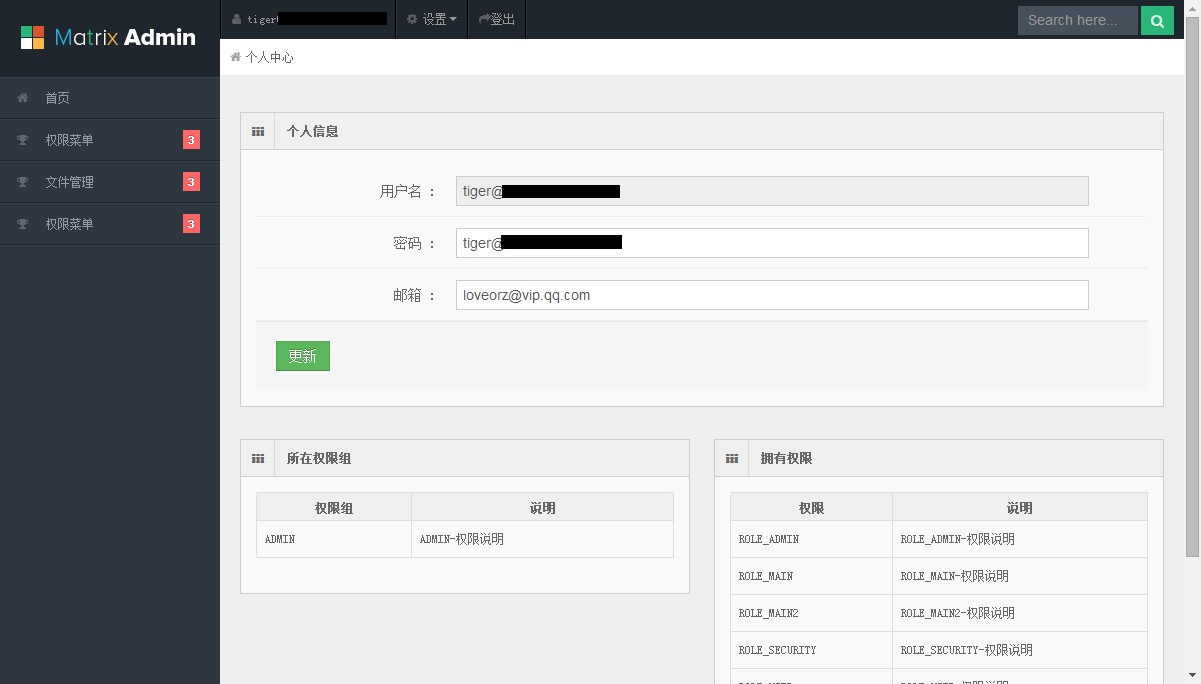 Matrix Admin
tiger
设置
登出
Search here...
个人中心
首页
权限菜单 3
文件管理 3
权限菜单 3
个人信息
用户名 ： tiger@
密码 ： tiger@
邮箱 ： loveorz@vip.qq.com
更新
所在权限组
权限组 说明
ADMIN ADMIN-权限说明
拥有权限
权限 说明
ROLE_ADMIN ROLE_ADMIN-权限说明
ROLE_MAIN ROLE_MAIN-权限说明
ROLE_MAIN2 ROLE_MAIN2-权限说明
ROLE_SECURITY ROLE_SECURITY-权限说明